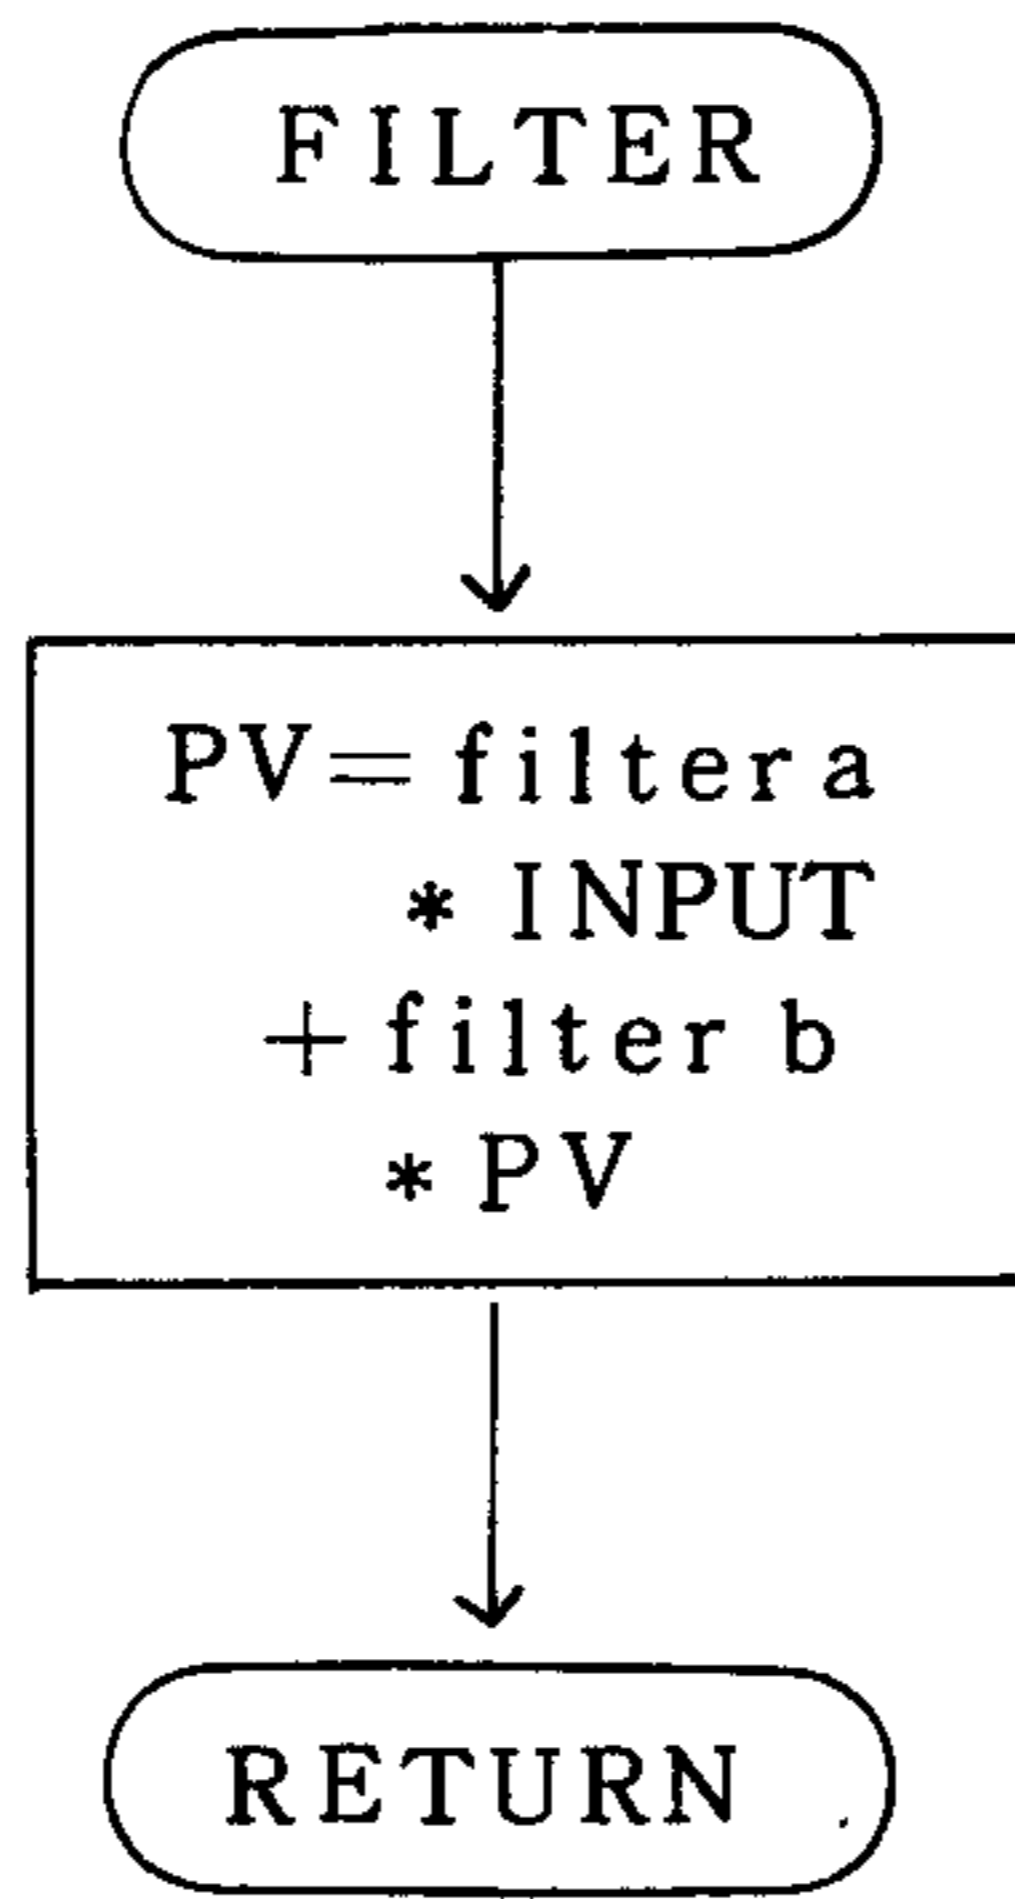 FILTER
PV=filter a
* INPUT
+filter b
* PV
RETURN